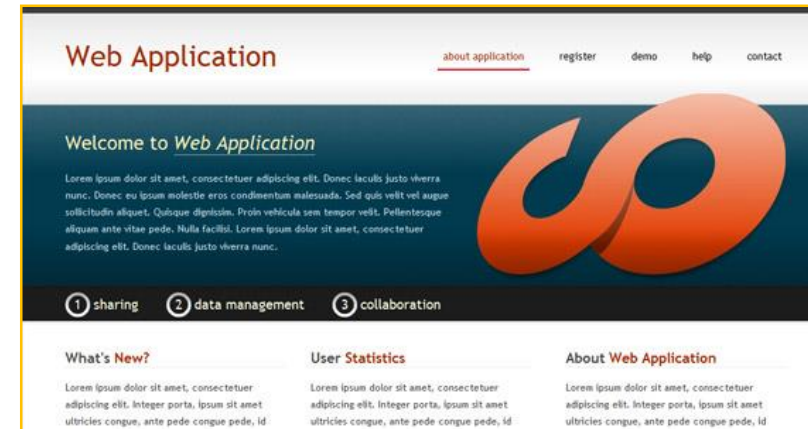 Web Application
about application register demo help contact
Welcome to Web Application
Lorem ipsum dolor sit amet, consectetuer adipiscing elit. Donec iaculis justo viverra
nunc. Donec eu ipsum molestie eros condimentum malesuada. Sed quis velit vel augue
sollicitudin aliquet. Quisque dignissim. Proin vehicula sem tempor velit. Pellentesque
aliquam ante vitae pede. Nulla facilisi. Lorem ipsum dolor sit amet, consectetuer
adipiscing elit. Donec iaculis justo viverra nunc.
1 sharing 2 data management 3 collaboration
What's New?
Lorem ipsum dolor sit amet, consectetuer
adipiscing elit. Integer porta, ipsum sit amet
ultricies congue, ante pede congue pede, id
User Statistics
Lorem ipsum dolor sit amet, consectetuer
adipiscing elit. Integer porta, ipsum sit amet
ultricies congue, ante pede congue pede, id
About Web Application
Lorem ipsum dolor sit amet, consectetuer
adipiscing elit. Integer porta, ipsum sit amet
ultricies congue, ante pede congue pede, id